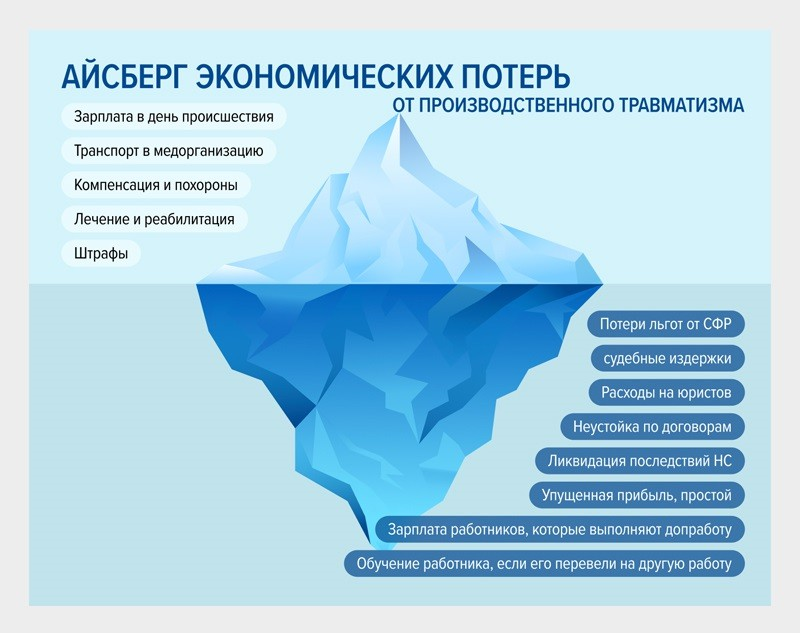 АЙСБЕРГ ЭКОНОМИЧЕСКИХ ПОТЕРЬ
ОТ ПРОИЗВОДСТВЕННОГО ТРАВМАТИЗМА
Зарплата в день происшествия
Транспорт в медорганизацию
Компенсация и похороны
Лечение и реабилитация
Штрафы
Потери льгот от СФР
судебные издержки
Расходы на юристов
Неустойка по договорам
Ликвидация последствий НС
Упущенная прибыль, простой
Зарплата работников, которые выполняют допработу
Обучение работника, если его перевели на другую работу